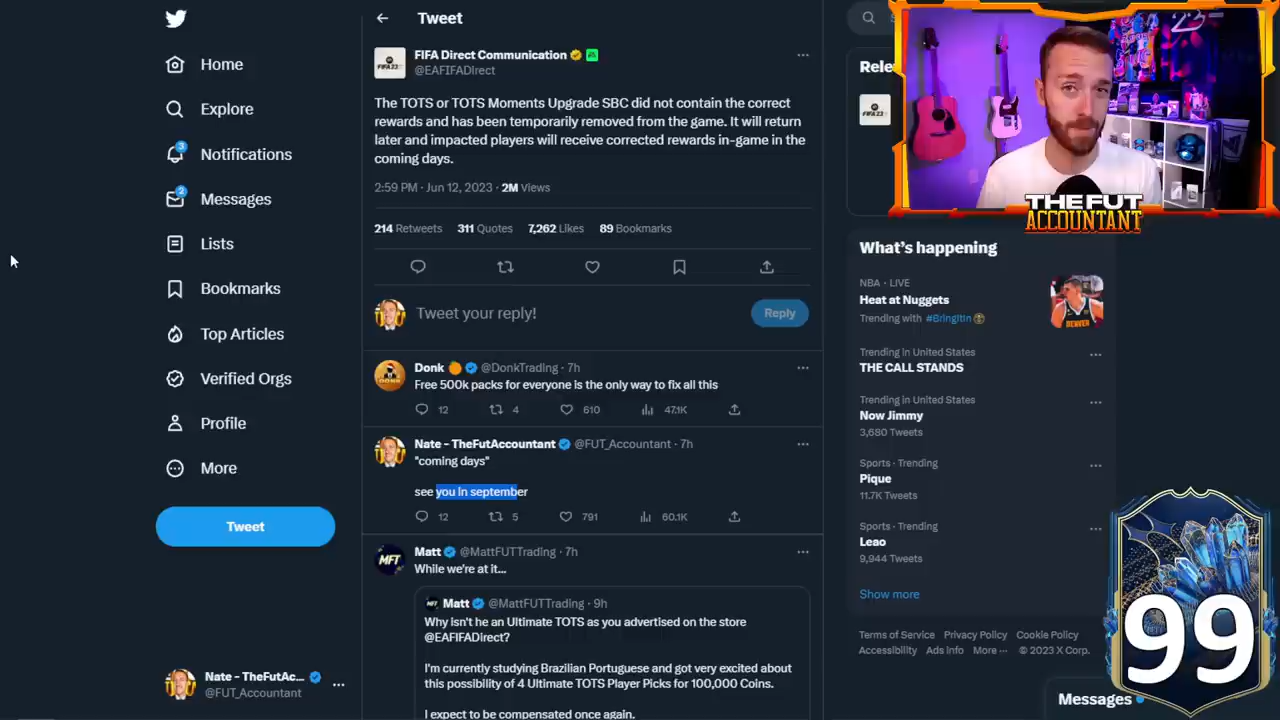 Home
Explore
3
Notifications
2
Messages
Lists
Bookmarks
Top Articles
Verified Orgs
Profile
More
Tweet
Nate - TheFutAc...
@FUT_Accountant
Tweet
FIFA 23
FIFA Direct Communication
@EAFIFADirect
The TOTS or TOTS Moments Upgrade SBC did not contain the correct
rewards and has been temporarily removed from the game. It will return
later and impacted players will receive corrected rewards in-game in the
coming days.
2:59 PM · Jun 12, 2023 · 2M Views
214 Retweets 311 Quotes 7,262 Likes 89 Bookmarks
Tweet your reply!
Reply
Donk @DonkTrading · 7h
Free 500k packs for everyone is the only way to fix all this
12 4 610 47.1K
Nate - TheFutAccountant @FUT_Accountant · 7h
"coming days"
see you in september
12 5 791 60.1K
MFT
Matt @MattFUTTrading · 7h
While we're at it...
Matt @MattFUTTrading · 9h
Why isn't he an Ultimate TOTS as you advertised on the store
@EAFIFADirect?
I'm currently studying Brazilian Portuguese and got very excited about
this possibility of 4 Ultimate TOTS Player Picks for 100,000 Coins.
I expect to be compensated once again.
Rele
FIFA 23
THE FUT
ACCOUNTANT
What's happening
NBA · LIVE
Heat at Nuggets
Trending with #BringItIn
Trending in United States
THE CALL STANDS
Trending in United States
Now Jimmy
3,680 Tweets
Sports · Trending
Pique
11.7K Tweets
Sports · Trending
Leao
9,944 Tweets
Show more
Terms of Service Privacy Policy Cookie Policy
Accessibility Ads info More ··· © 2023 X Corp.
Messages
99